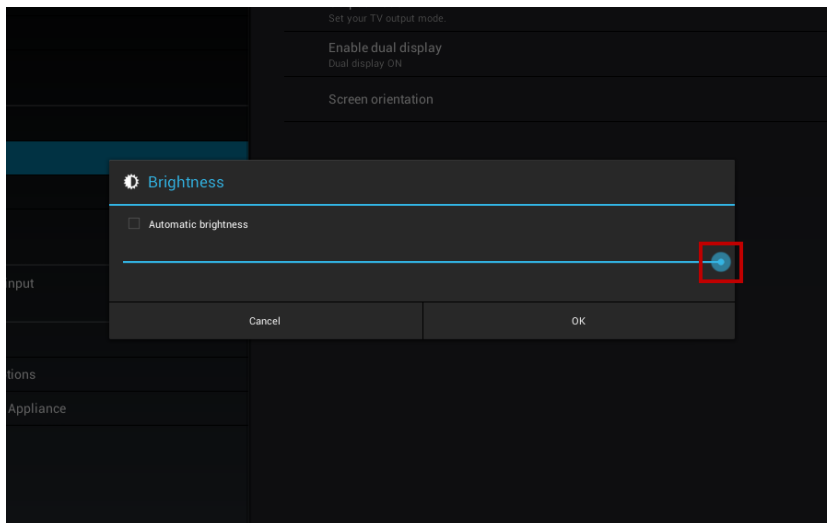 Set your TV output mode.
Enable dual display
Dual display ON
Screen orientation
Brightness
Automatic brightness
nput
Cancel
OK
tions
Appliance